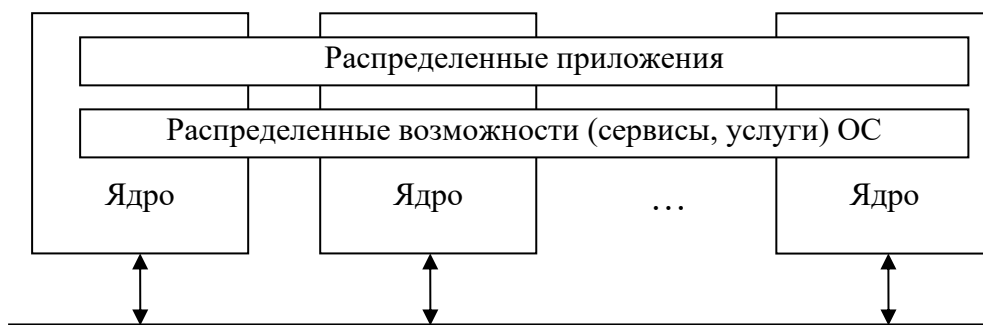 Распределенные приложения
Распределенные возможности (сервисы, услуги) ОС
Ядро Ядро … Ядро